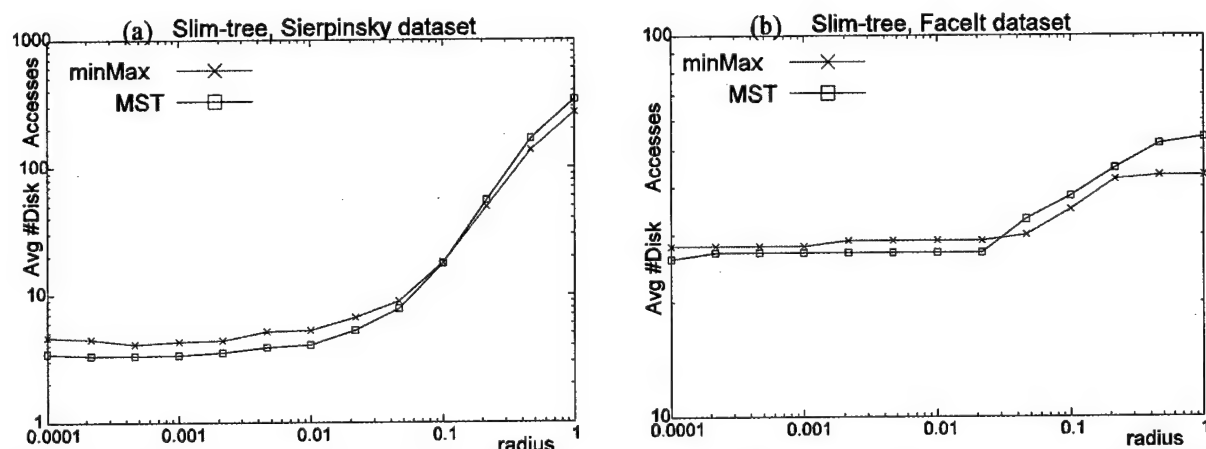 (a) Slim-tree, Sierpinsky dataset
1000
minMax
MST
Avg #Disk Accesses
100
10
1
0.0001 0.001 0.01 0.1 radius 1
(b) Slim-tree, FaceIt dataset
100
minMax
MST
Avg #Disk Accesses
10
0.0001 0.001 0.01 0.1 radius 1